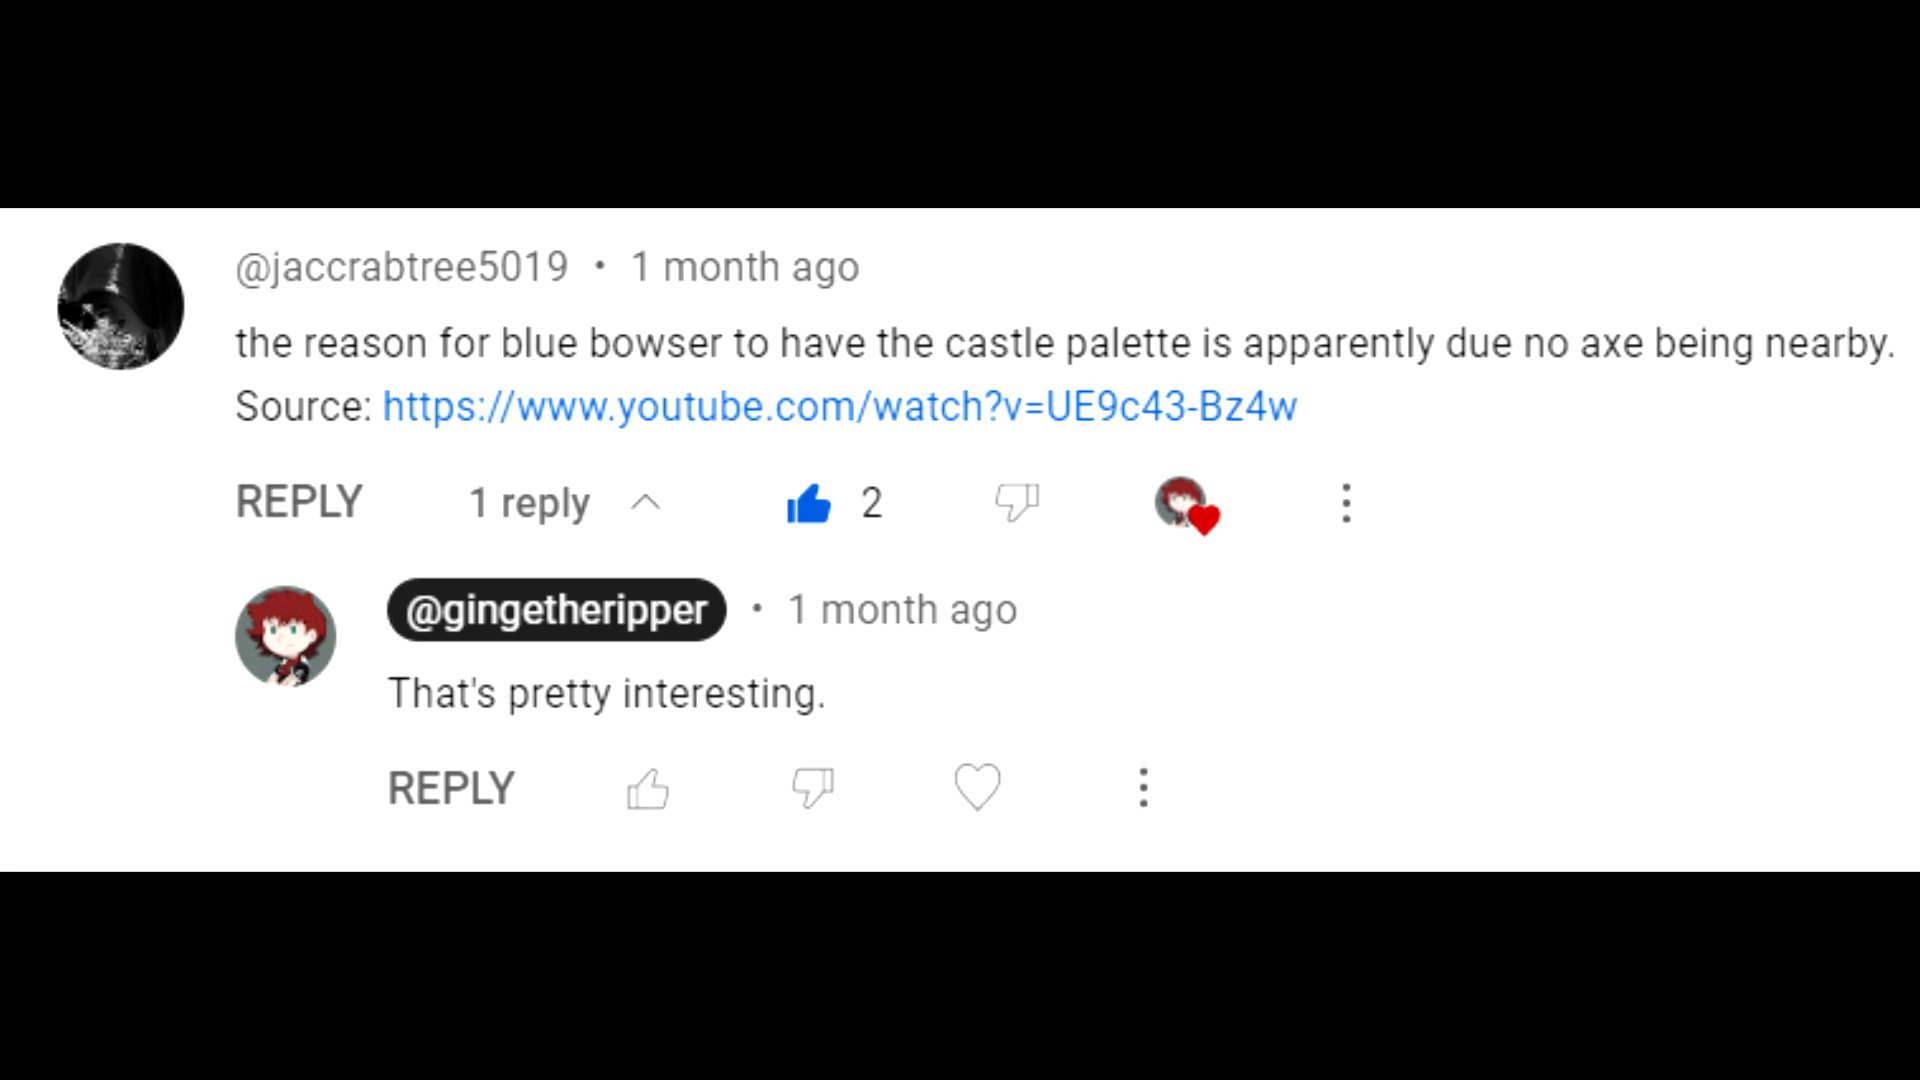 @jaccrabtree5019 • 1 month ago
the reason for blue bowser to have the castle palette is apparently due no axe being nearby.
Source: https://www.youtube.com/watch?v=UE9c43-Bz4w
REPLY 1 reply 2
@gingetheripper • 1 month ago
That's pretty interesting.
REPLY